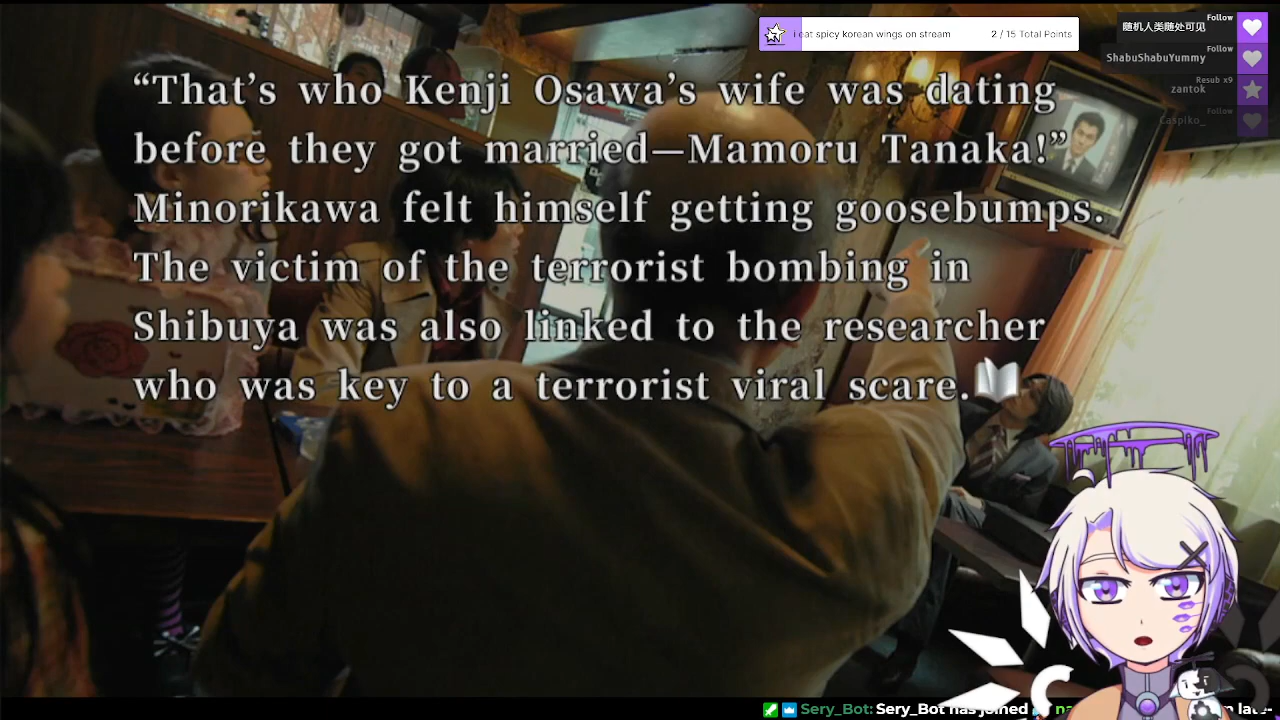 i eat spicy korean wings on stream
2 / 15 Total Points
Follow
随机人类随处可见
Follow
ShabuShabuYummy
Resub x9
zantok
Follow
Caspiko_
“That’s who Kenji Osawa’s wife was dating
before they got married—Mamoru Tanaka!”
Minorikawa felt himself getting goosebumps.
The victim of the terrorist bombing in
Shibuya was also linked to the researcher
who was key to a terrorist viral scare.
Sery_Bot: Sery_Bot has joined